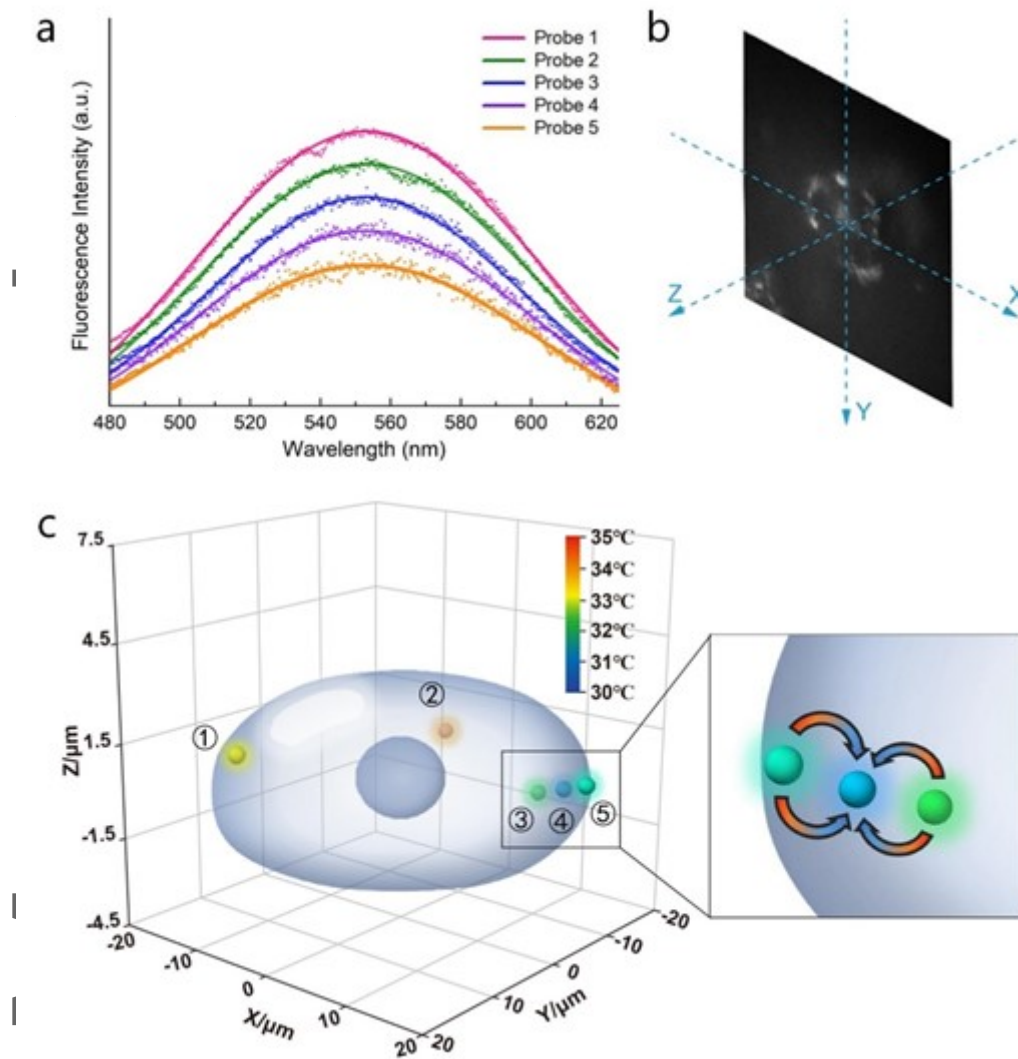 a
Fluorescence Intensity (a.u.)
Probe 1
Probe 2
Probe 3
Probe 4
Probe 5
480 500 520 540 560 580 600 620
Wavelength (nm)
b
Z
X
Y
c
7.5
4.5
1.5
-1.5
-4.5
Z/μm
35℃
34℃
33℃
32℃
31℃
30℃
①
②
③ ④ ⑤
-20
-10
0
10
20
X/μm
-20
-10
0
10
20
Y/μm